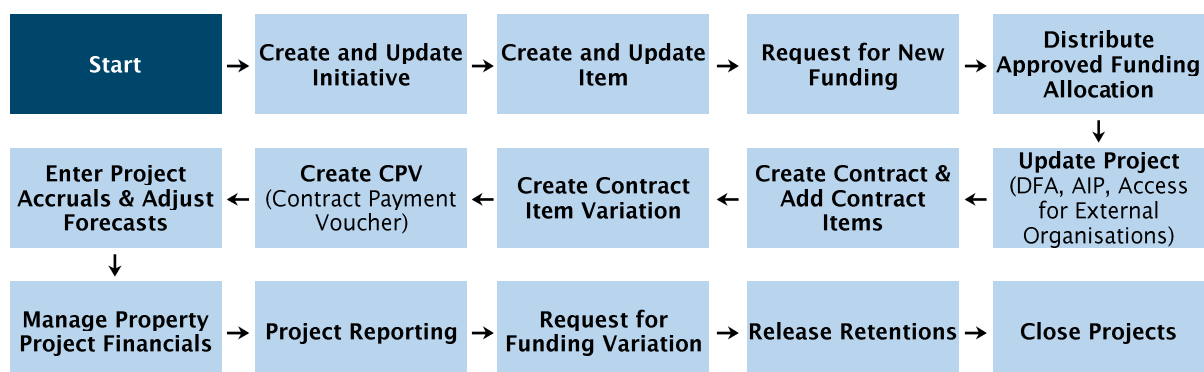 Start
Create and Update
Initiative
Create and Update
Item
Request for New
Funding
Distribute
Approved Funding
Allocation
Enter Project
Accruals & Adjust
Forecasts
Create CPV
(Contract Payment
Voucher)
Create Contract
Item Variation
Create Contract &
Add Contract
Items
Update Project
(DFA, AIP, Access
for External
Organisations)
Manage Property
Project Financials
Project Reporting
Request for
Funding Variation
Release Retentions
Close Projects